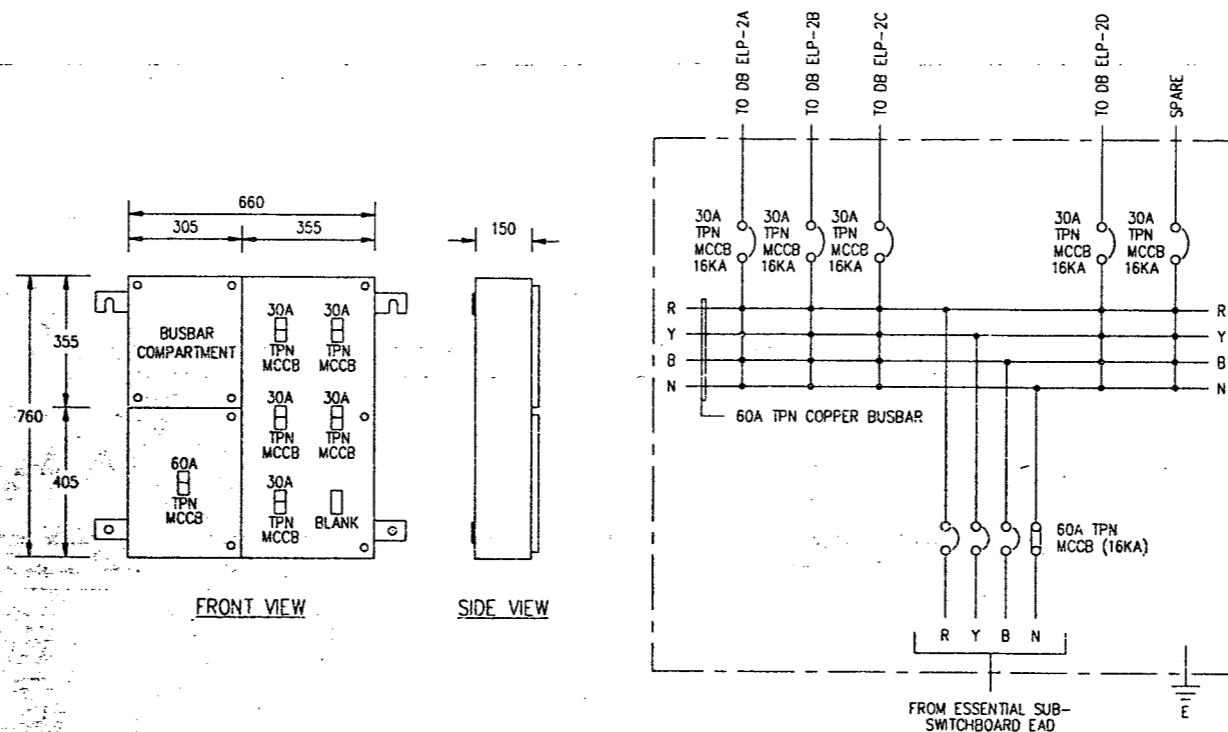 TO DB ELP-2A
TO DB ELP-2B
TO DB ELP-2C
TO DB ELP-2D
SPARE
660
305
355
150
760
355
405
BUSBAR
COMPARTMENT
30A
TPN
MCCB
30A
TPN
MCCB
30A
TPN
MCCB
30A
TPN
MCCB
60A
TPN
MCCB
30A
TPN
MCCB
BLANK
FRONT VIEW
SIDE VIEW
30A
TPN
MCCB
16KA
30A
TPN
MCCB
16KA
30A
TPN
MCCB
16KA
30A
TPN
MCCB
16KA
30A
TPN
MCCB
16KA
R
Y
B
N
R
Y
B
N
60A TPN COPPER BUSBAR
60A TPN
MCCB (16KA)
R Y B N
FROM ESSENTIAL SUB-
SWITCHBOARD EAD
E